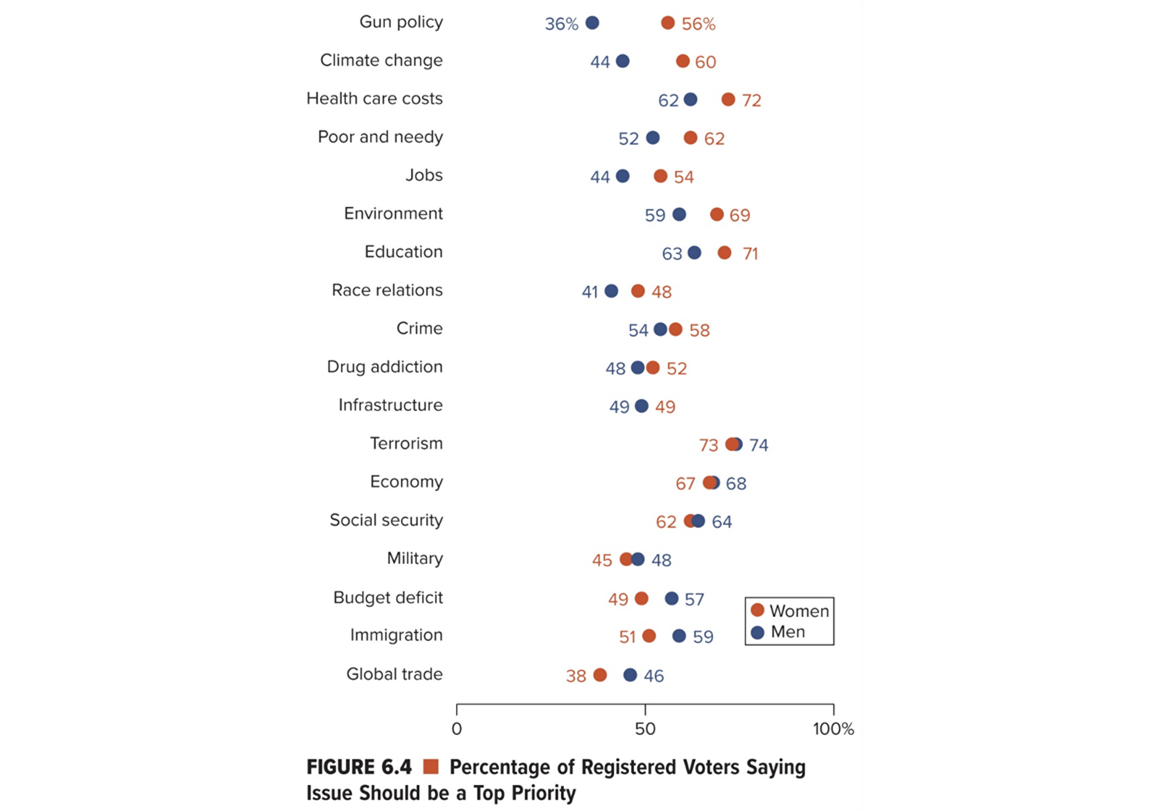 Gun policy 36% 56%
Climate change 44 60
Health care costs 62 72
Poor and needy 52 62
Jobs 44 54
Environment 59 69
Education 63 71
Race relations 41 48
Crime 54 58
Drug addiction 48 52
Infrastructure 49 49
Terrorism 73 74
Economy 67 68
Social security 62 64
Military 45 48
Budget deficit 49 57
Immigration 51 59
Global trade 38 46
Women
Men
0 50 100%
FIGURE 6.4 Percentage of Registered Voters Saying
Issue Should be a Top Priority